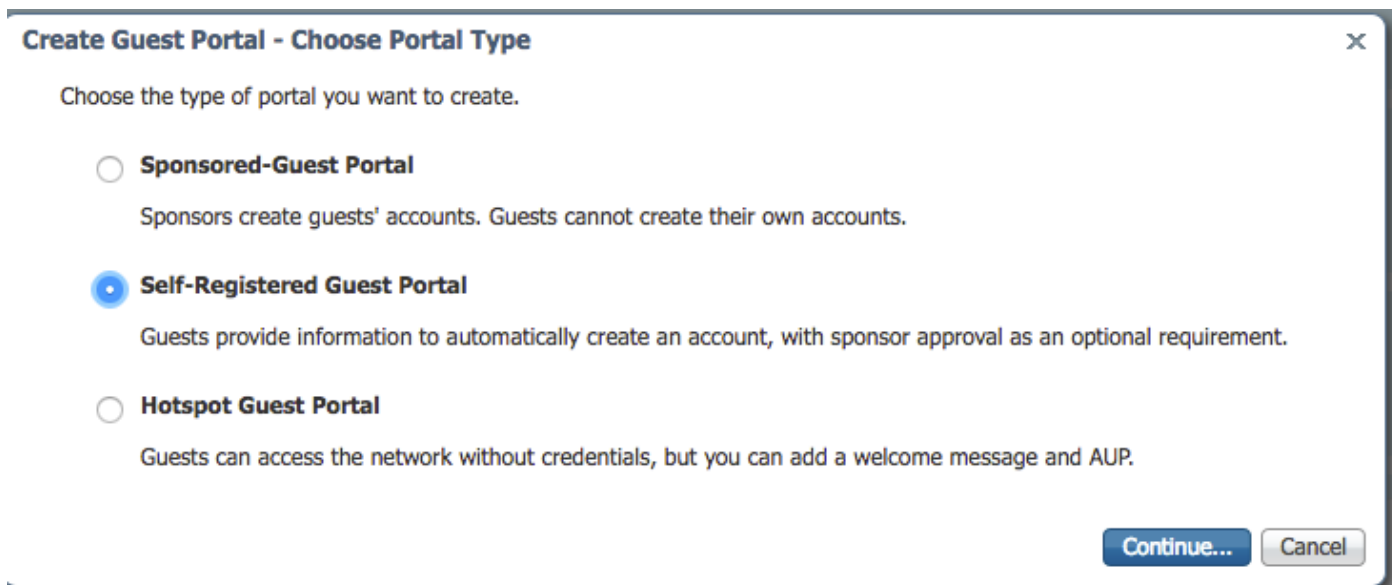 Create Guest Portal - Choose Portal Type
Choose the type of portal you want to create.
Sponsored-Guest Portal
Sponsors create guests' accounts. Guests cannot create their own accounts.
Self-Registered Guest Portal
Guests provide information to automatically create an account, with sponsor approval as an optional requirement.
Hotspot Guest Portal
Guests can access the network without credentials, but you can add a welcome message and AUP.
Continue... Cancel